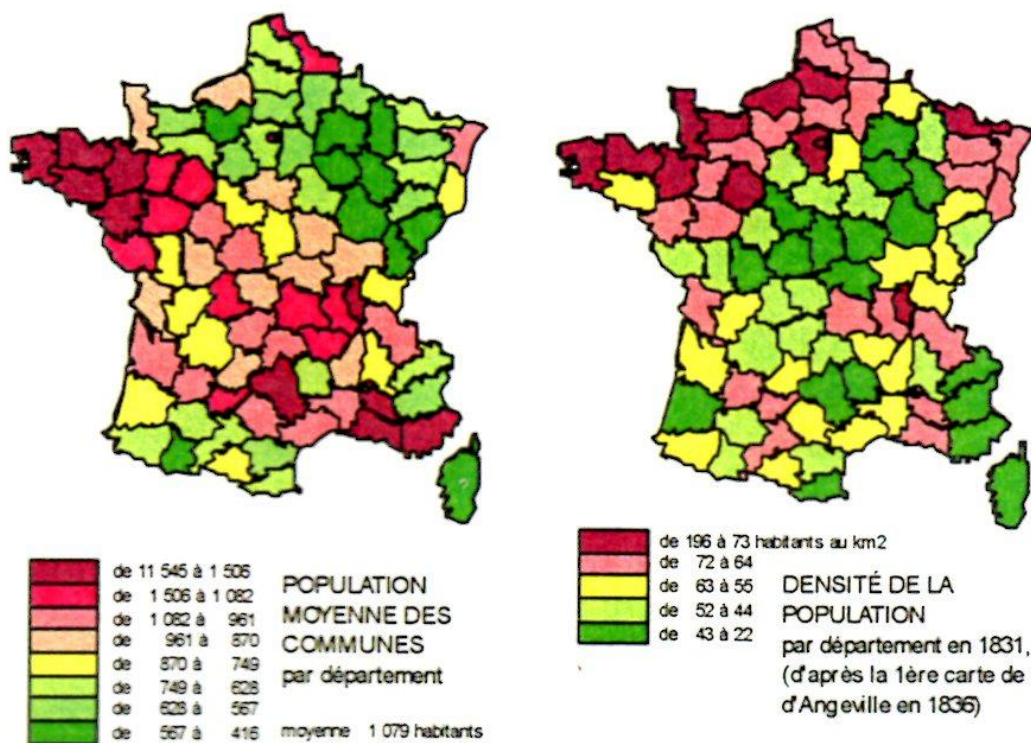 de 11 545 à 1 506
de 1 506 à 1 082
de 1 082 à 961
de 961 à 870
de 870 à 749
de 749 à 628
de 628 à 567
de 567 à 416
POPULATION
MOYENNE DES
COMMUNES
par département
moyenne 1 079 habitants
de 196 à 73 habitants au km2
de 72 à 64
de 63 à 55
de 52 à 44
de 43 à 22
DENSITÉ DE LA
POPULATION
par département en 1831,
(d'après la 1ère carte de
d'Angeville en 1836)